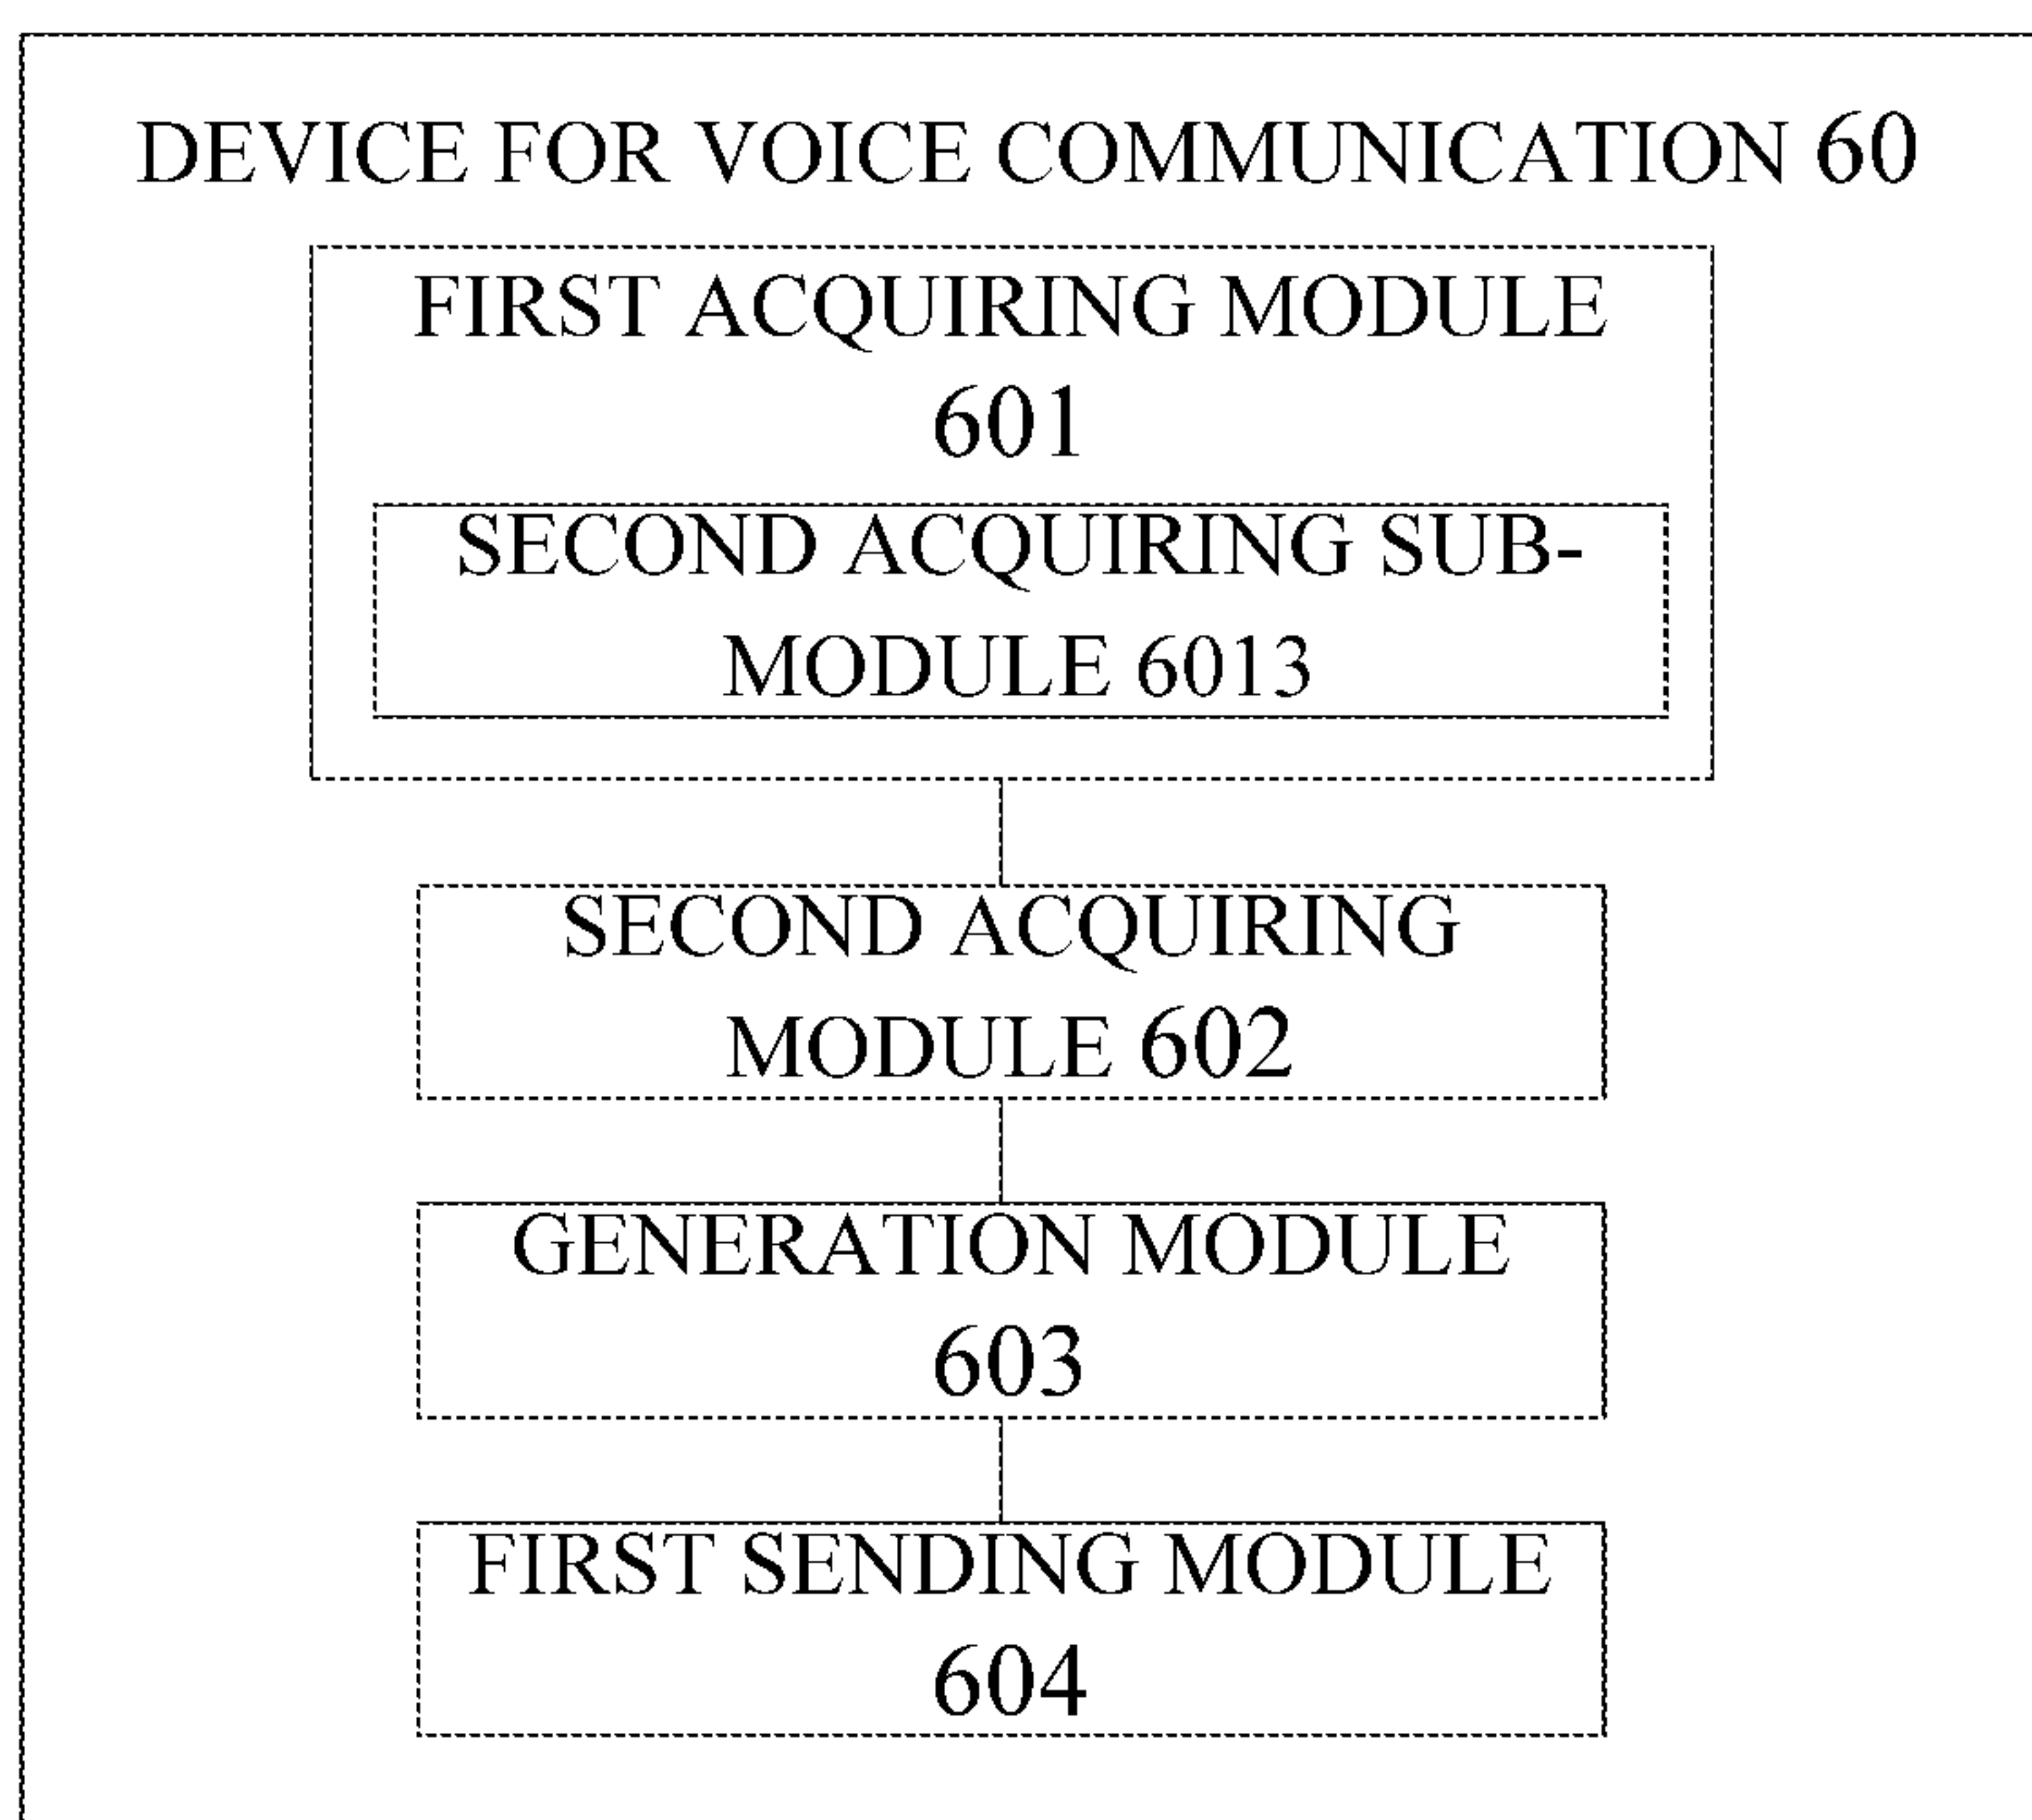 DEVICE FOR VOICE COMMUNICATION 60
FIRST ACQUIRING MODULE
601
SECOND ACQUIRING SUB-
MODULE 6013
SECOND ACQUIRING
MODULE 602
GENERATION MODULE
603
FIRST SENDING MODULE
604